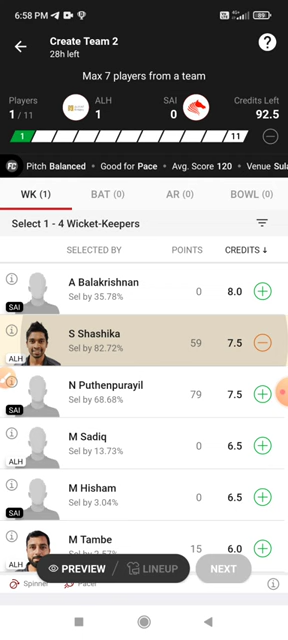 6:58 PM
89
Create Team 2
28h left
?
Max 7 players from a team
Players
1 / 11
ALH
1
SAI
0
Credits Left
92.5
1
11
FC Pitch Balanced • Good for Pace • Avg. Score 120 • Venue Sula
WK (1) BAT (0) AR (0) BOWL (0)
Select 1 - 4 Wicket-Keepers
SELECTED BY POINTS CREDITS ↓
A Balakrishnan
Sel by 35.78%
0 8.0
SAI
S Shashika
Sel by 82.72%
59 7.5
ALH
N Puthenpurayil
Sel by 68.68%
79 7.5
SAI
M Sadiq
Sel by 13.73%
0 6.5
ALH
M Hisham
Sel by 3.04%
0 6.5
SAI
M Tambe
15 6.0
ALH
PREVIEW / LINEUP
NEXT
Spinner Pacer